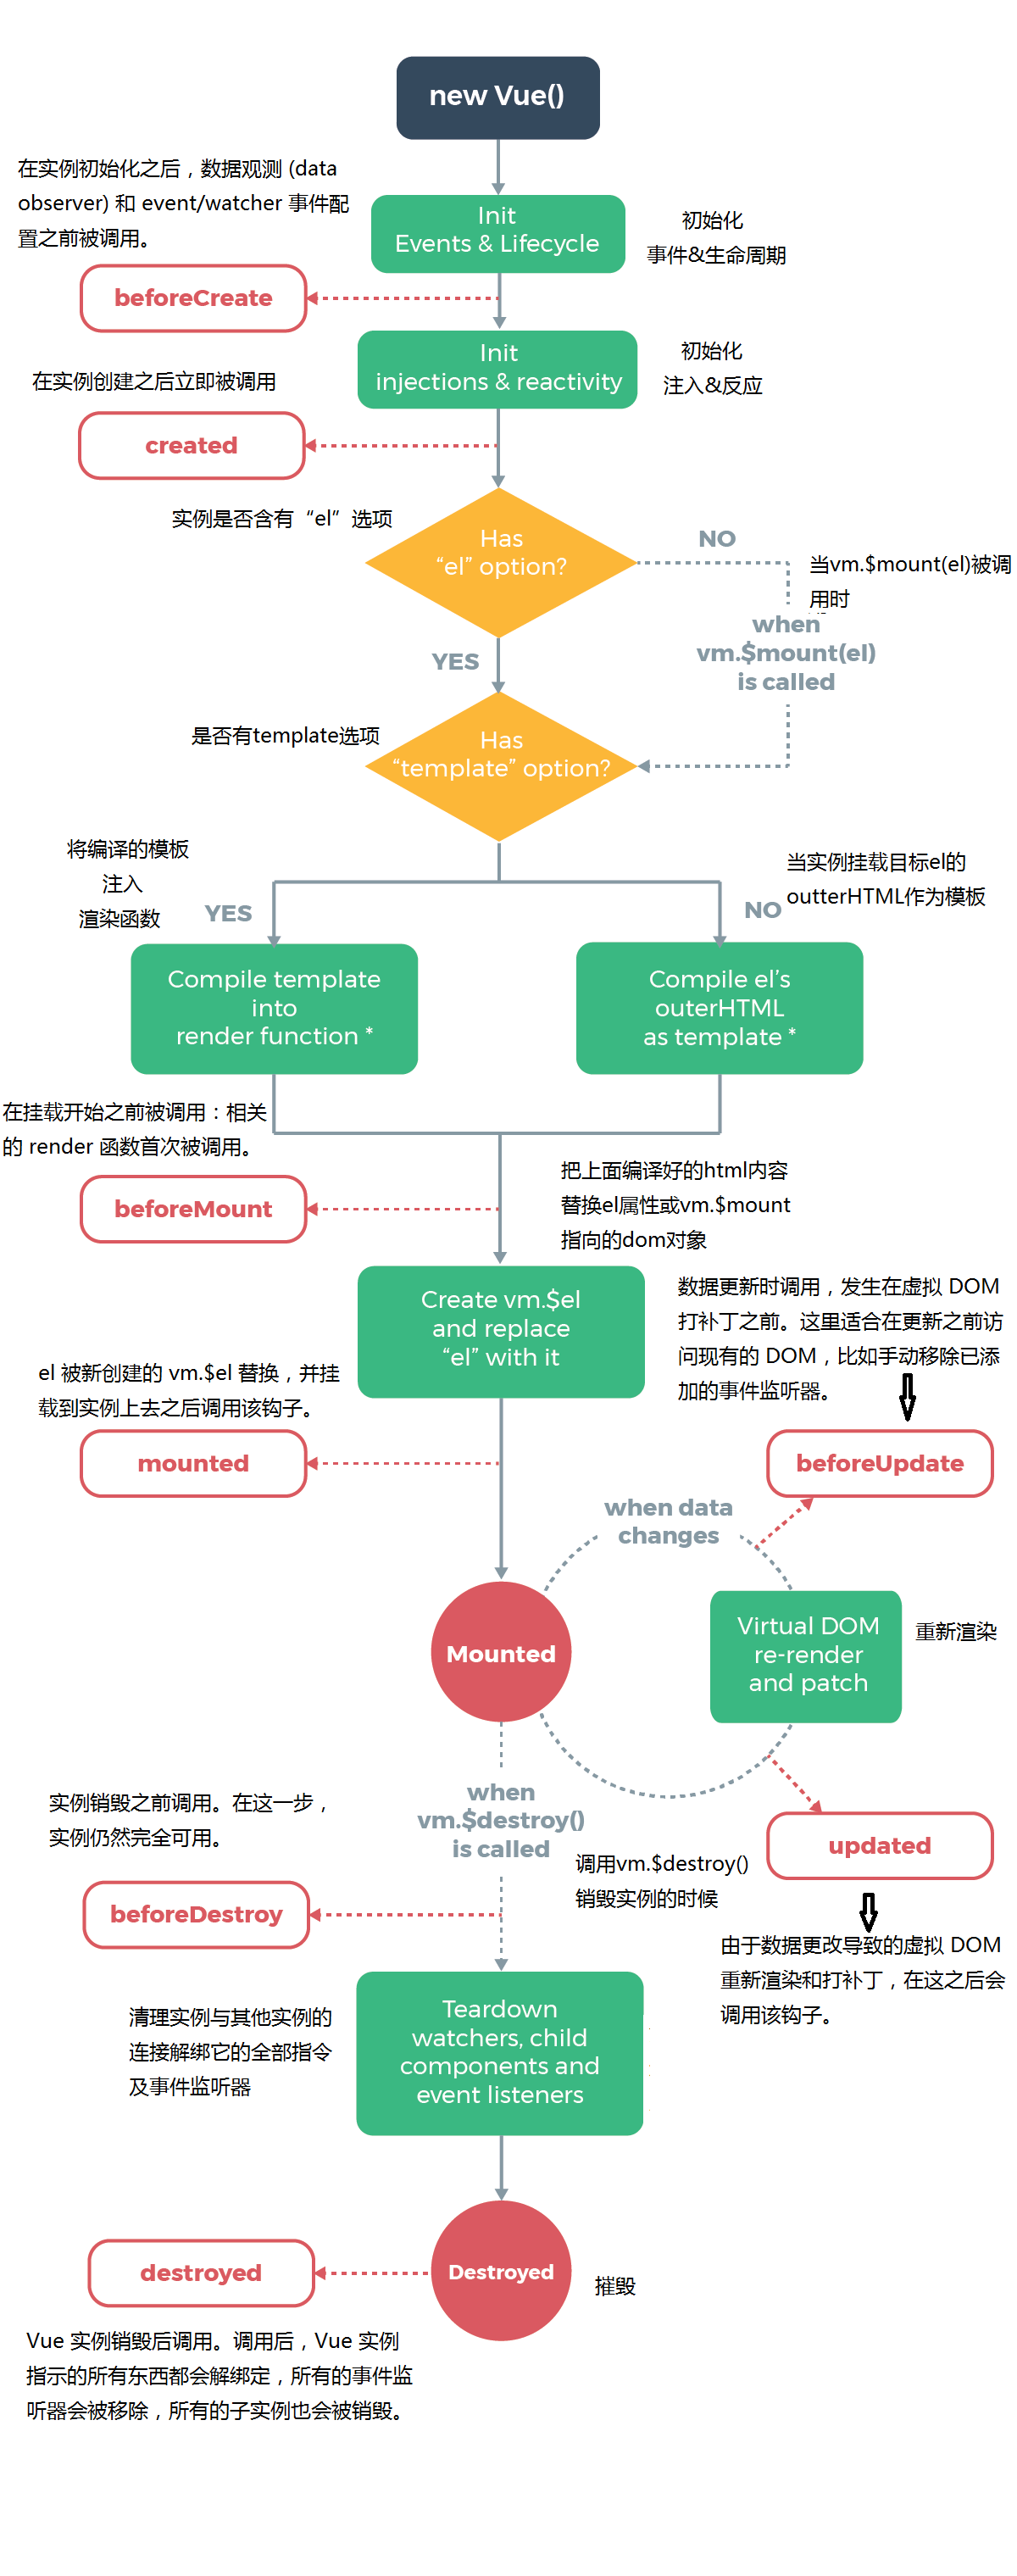 new Vue()
在实例初始化之后，数据观测 (data
observer) 和 event/watcher 事件配
置之前被调用。
Init
Events & Lifecycle
初始化
事件&生命周期
beforeCreate
Init
injections & reactivity
初始化
注入&反应
在实例创建之后立即被调用
created
实例是否含有“el”选项
Has
“el” option?
NO
当vm.$mount(el)被调
用时
when
vm.$mount(el)
is called
YES
是否有template选项
Has
“template” option?
将编译的模板
注入
渲染函数
YES
当实例挂载目标el的
outterHTML作为模板
NO
Compile template
into
render function *
Compile el’s
outerHTML
as template *
在挂载开始之前被调用：相关
的 render 函数首次被调用。
beforeMount
把上面编译好的html内容
替换el属性或vm.$mount
指向的dom对象
Create vm.$el
and replace
“el” with it
数据更新时调用，发生在虚拟 DOM
打补丁之前。这里适合在更新之前访
问现有的 DOM，比如手动移除已添
加的事件监听器。
el 被新创建的 vm.$el 替换，并挂
载到实例上去之后调用该钩子。
mounted
beforeUpdate
when data
changes
Mounted
Virtual DOM
re-render
and patch
重新渲染
when
vm.$destroy()
is called
实例销毁之前调用。在这一步，
实例仍然完全可用。
updated
调用vm.$destroy()
销毁实例的时候
beforeDestroy
由于数据更改导致的虚拟 DOM
重新渲染和打补丁，在这之后会
调用该钩子。
清理实例与其他实例的
连接解绑它的全部指令
及事件监听器
Teardown
watchers, child
components and
event listeners
destroyed
Destroyed
摧毁
Vue 实例销毁后调用。调用后，Vue 实例
指示的所有东西都会解绑定，所有的事件监
听器会被移除，所有的子实例也会被销毁。